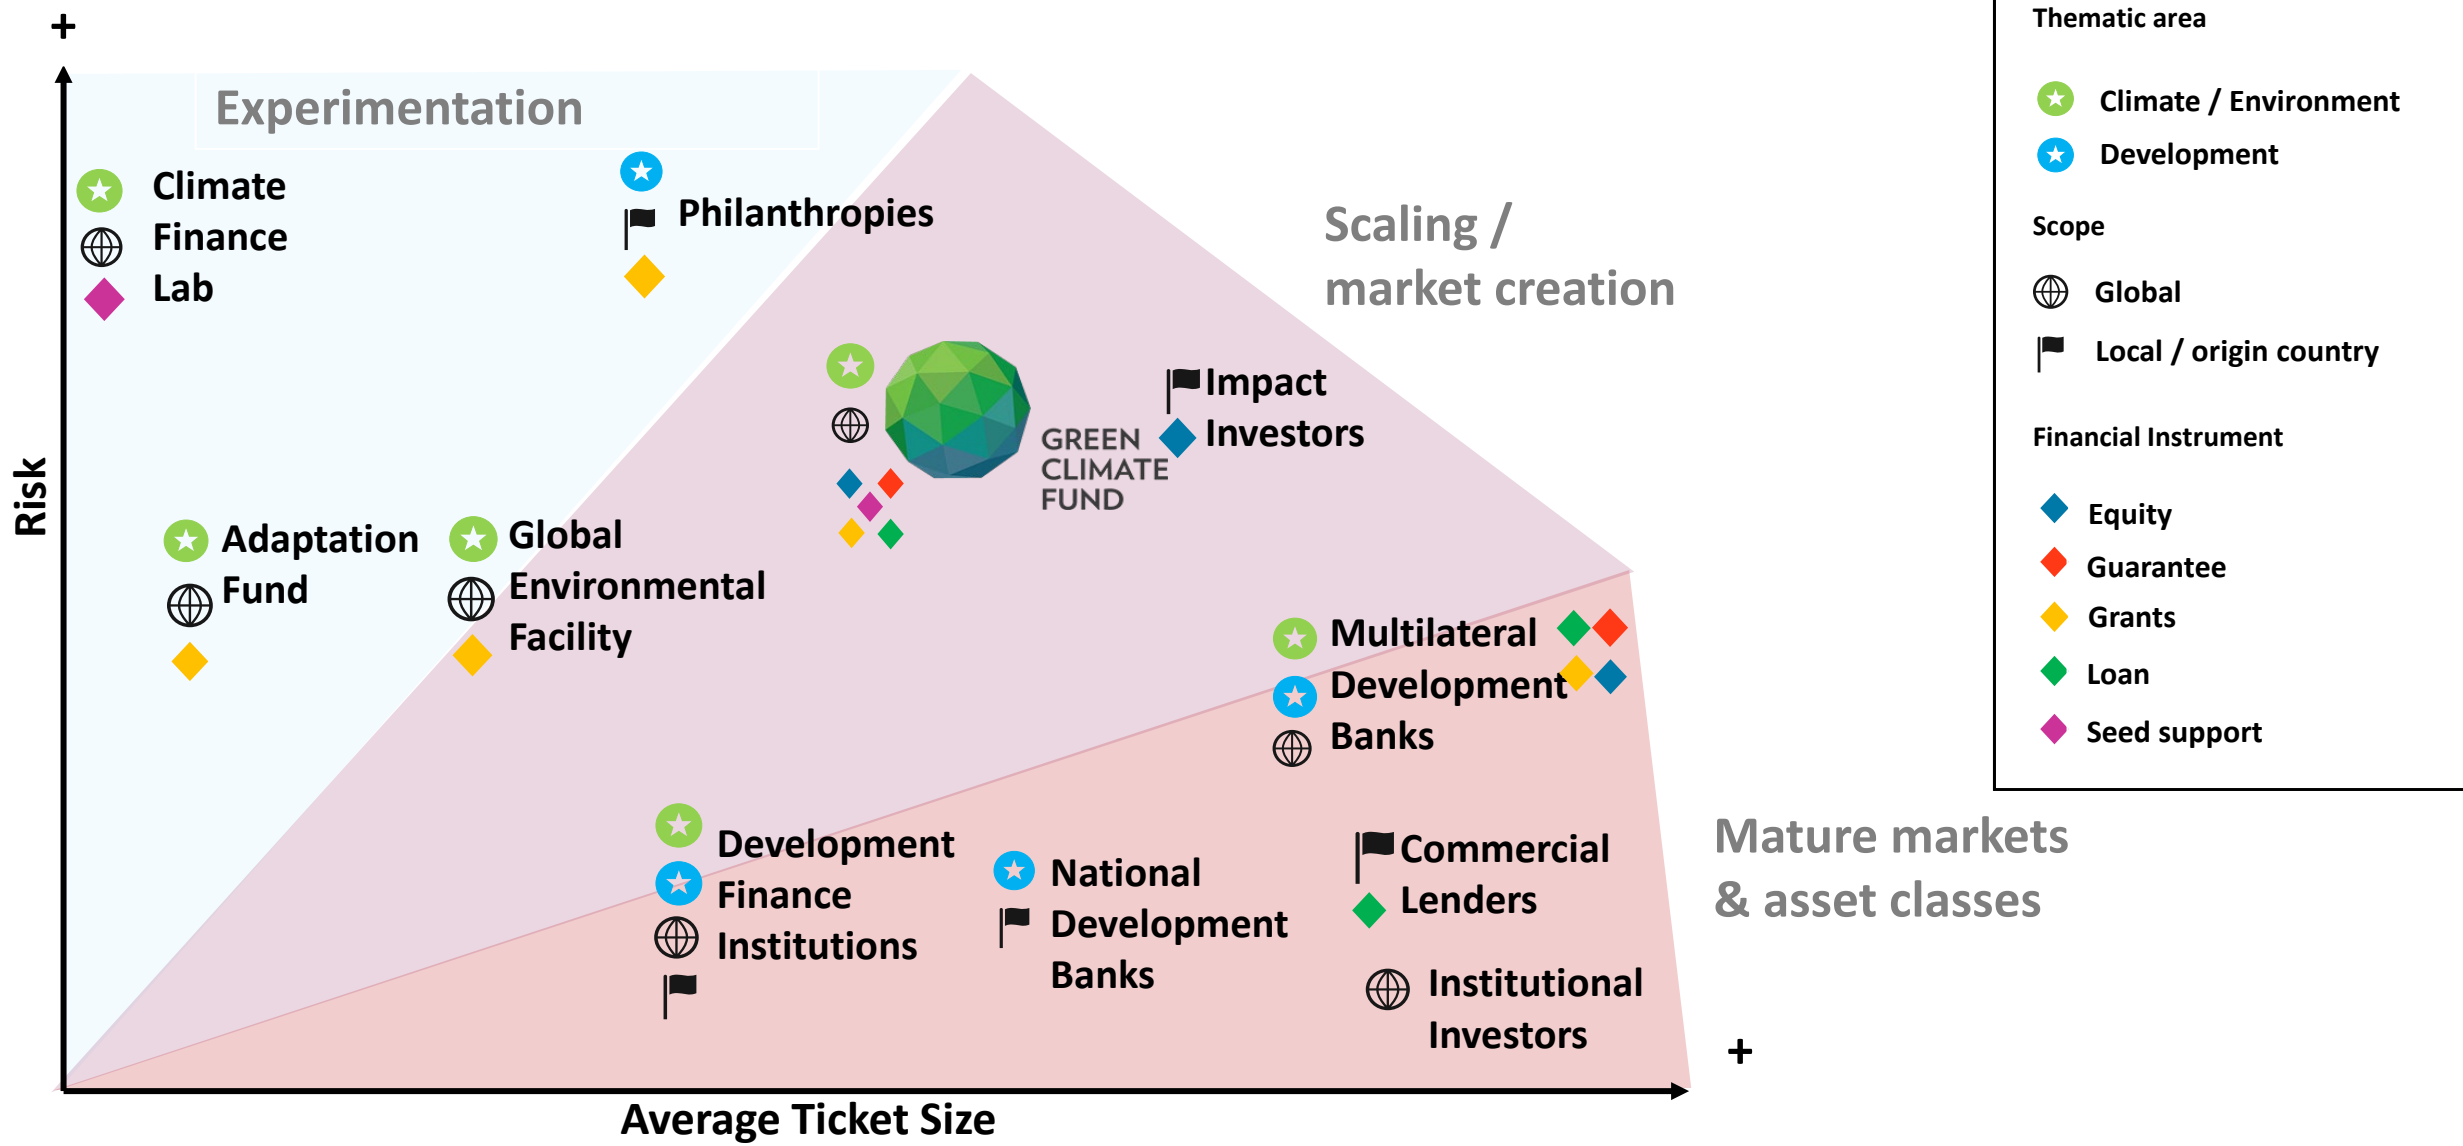 +
Experimentation
Climate
Finance
Lab
Philanthropies
Scaling /
market creation
GREEN
CLIMATE
FUND
Impact
Investors
Risk
Adaptation
Fund
Global
Environmental
Facility
Multilateral
Development
Banks
Development
Finance
Institutions
National
Development
Banks
Commercial
Lenders
Institutional
Investors
Mature markets
& asset classes
+
Average Ticket Size
Thematic area
Climate / Environment
Development
Scope
Global
Local / origin country
Financial Instrument
Equity
Guarantee
Grants
Loan
Seed support